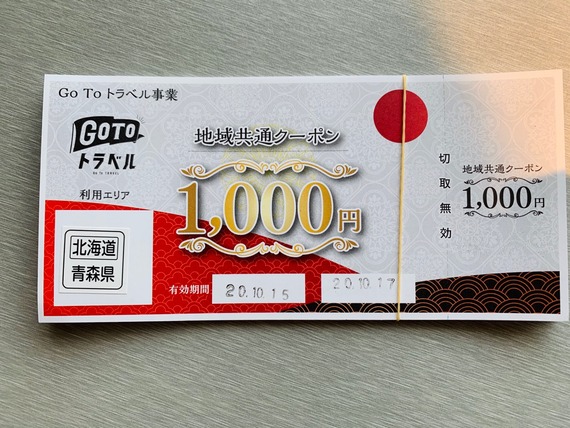 Go To トラベル事業
GOTO
トラベル
Go To TRAVEL
利用エリア
北海道
青森県
地域共通クーポン
1,000円
有効期間
20.10.15
20.10.17
切取無効
地域共通クーポン
1,000円